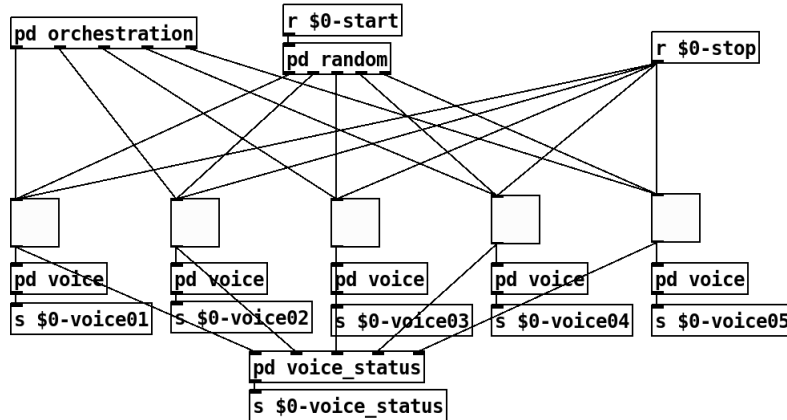 r $0-start
pd orchestration
r $0-stop
pd random
pd voice
pd voice
pd voice
pd voice
pd voice
s $0-voice01
s $0-voice02
s $0-voice03
s $0-voice04
s $0-voice05
pd voice_status
s $0-voice_status